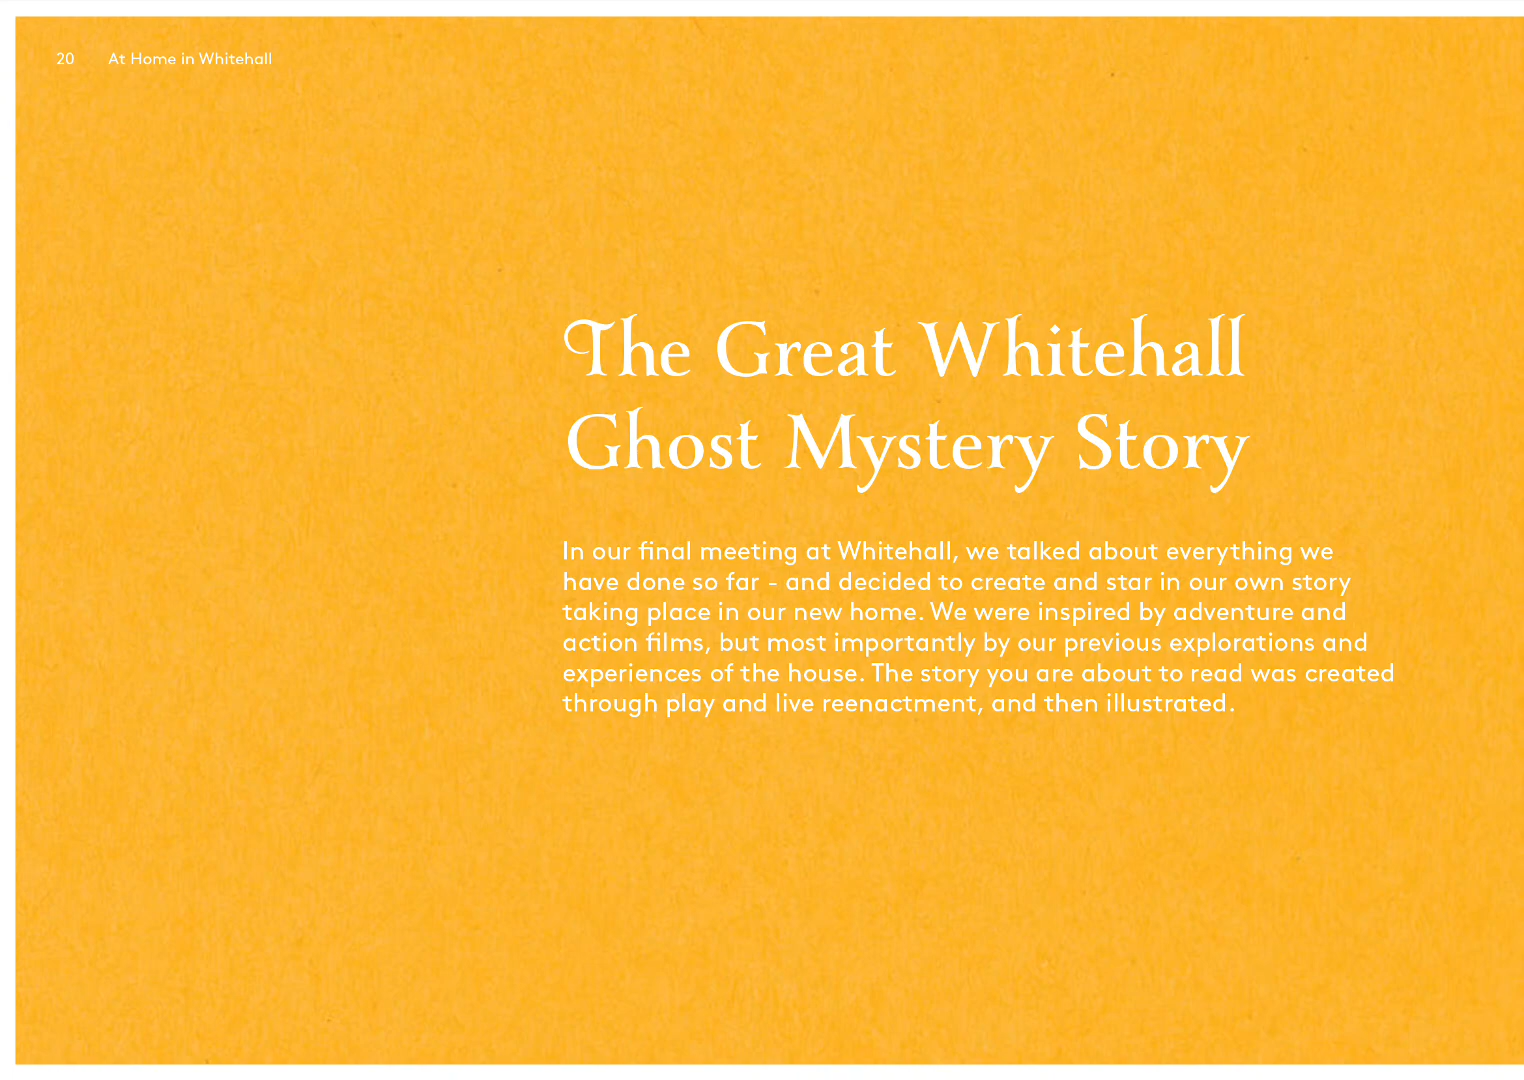 20 At Home in Whitehall
The Great Whitehall
Ghost Mystery Story
In our final meeting at Whitehall, we talked about everything we
have done so far - and decided to create and star in our own story
taking place in our new home. We were inspired by adventure and
action films, but most importantly by our previous explorations and
experiences of the house. The story you are about to read was created
through play and live reenactment, and then illustrated.